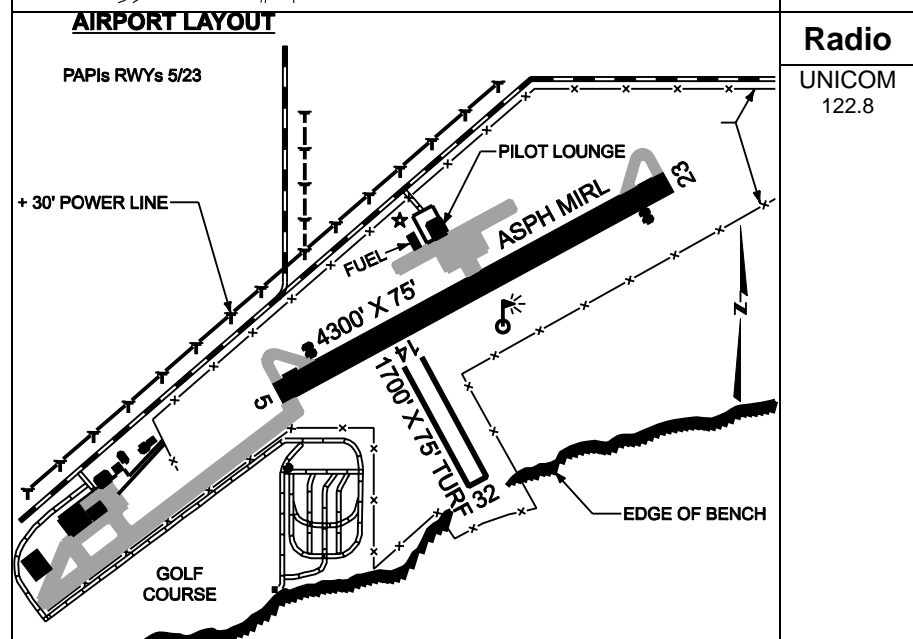 AIRPORT LAYOUT
Radio
UNICOM
122.8
PAPIs RWYs 5/23
PILOT LOUNGE
23
+ 30' POWER LINE
ASPH MIRL
FUEL
4300' X 75'
N
14
5
1700' X 75' TURF
32
EDGE OF BENCH
GOLF
COURSE